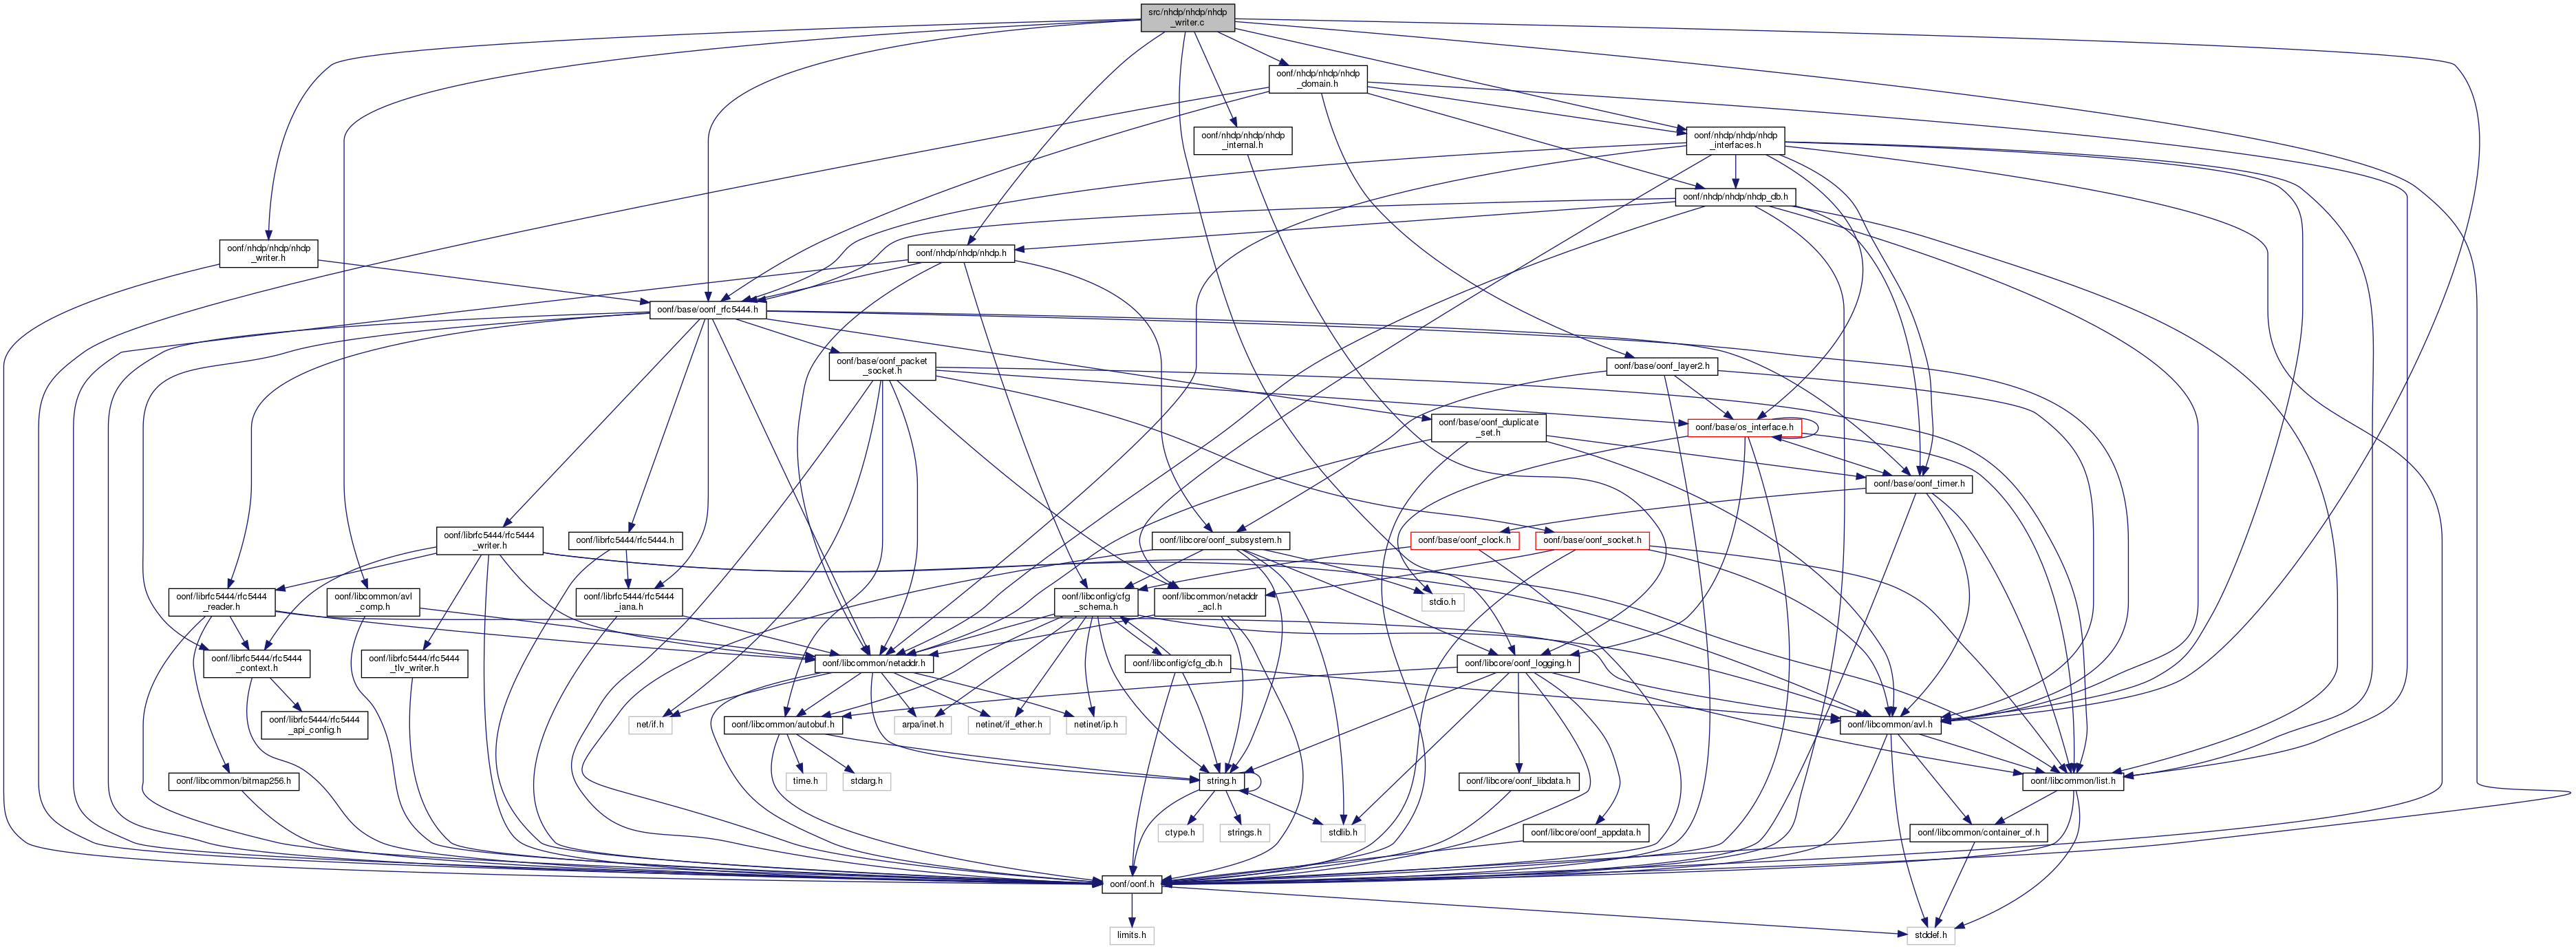 src/nhdp/nhdp/nhdp
_writer.c
oonf/nhdp/nhdp/nhdp
_domain.h
oonf/nhdp/nhdp/nhdp
_internal.h
oonf/nhdp/nhdp/nhdp
_interfaces.h
oonf/nhdp/nhdp/nhdp_db.h
oonf/nhdp/nhdp/nhdp
_writer.h
oonf/nhdp/nhdp/nhdp.h
oonf/base/oonf_rfc5444.h
oonf/base/oonf_packet
_socket.h
oonf/base/oonf_layer2.h
oonf/base/oonf_duplicate
_set.h
oonf/base/os_interface.h
oonf/base/oonf_timer.h
oonf/librfc5444/rfc5444
_writer.h
oonf/librfc5444/rfc5444.h
oonf/libcore/oonf_subsystem.h
oonf/base/oonf_clock.h
oonf/base/oonf_socket.h
oonf/librfc5444/rfc5444
_reader.h
oonf/libcommon/avl
_comp.h
oonf/librfc5444/rfc5444
_iana.h
oonf/libconfig/cfg
_schema.h
oonf/libcommon/netaddr
_acl.h
stdio.h
oonf/librfc5444/rfc5444
_context.h
oonf/librfc5444/rfc5444
_tlv_writer.h
oonf/libcommon/netaddr.h
oonf/libconfig/cfg_db.h
oonf/libcore/oonf_logging.h
oonf/librfc5444/rfc5444
_api_config.h
net/if.h
oonf/libcommon/autobuf.h
arpa/inet.h
netinet/if_ether.h
netinet/ip.h
oonf/libcommon/avl.h
oonf/libcommon/bitmap256.h
time.h
stdarg.h
string.h
oonf/libcore/oonf_libdata.h
oonf/libcommon/list.h
ctype.h
strings.h
stdlib.h
oonf/libcore/oonf_appdata.h
oonf/libcommon/container_of.h
oonf/oonf.h
limits.h
stddef.h